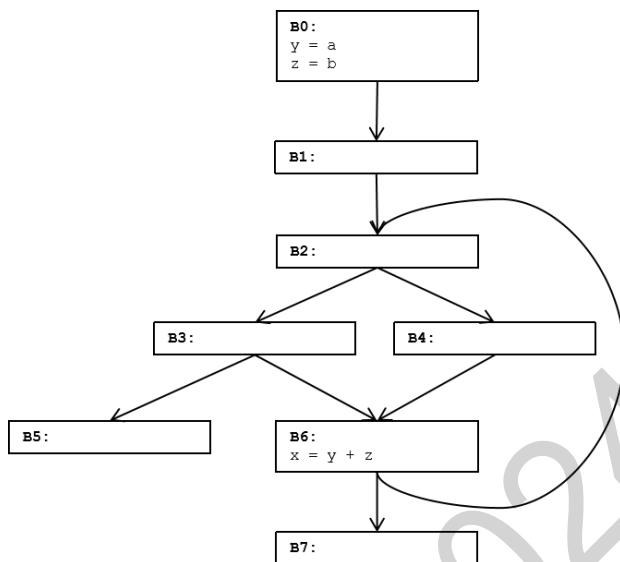 B0:
y = a
z = b
B1:
B2:
B3:
B4:
B5:
B6:
x = y + z
B7: